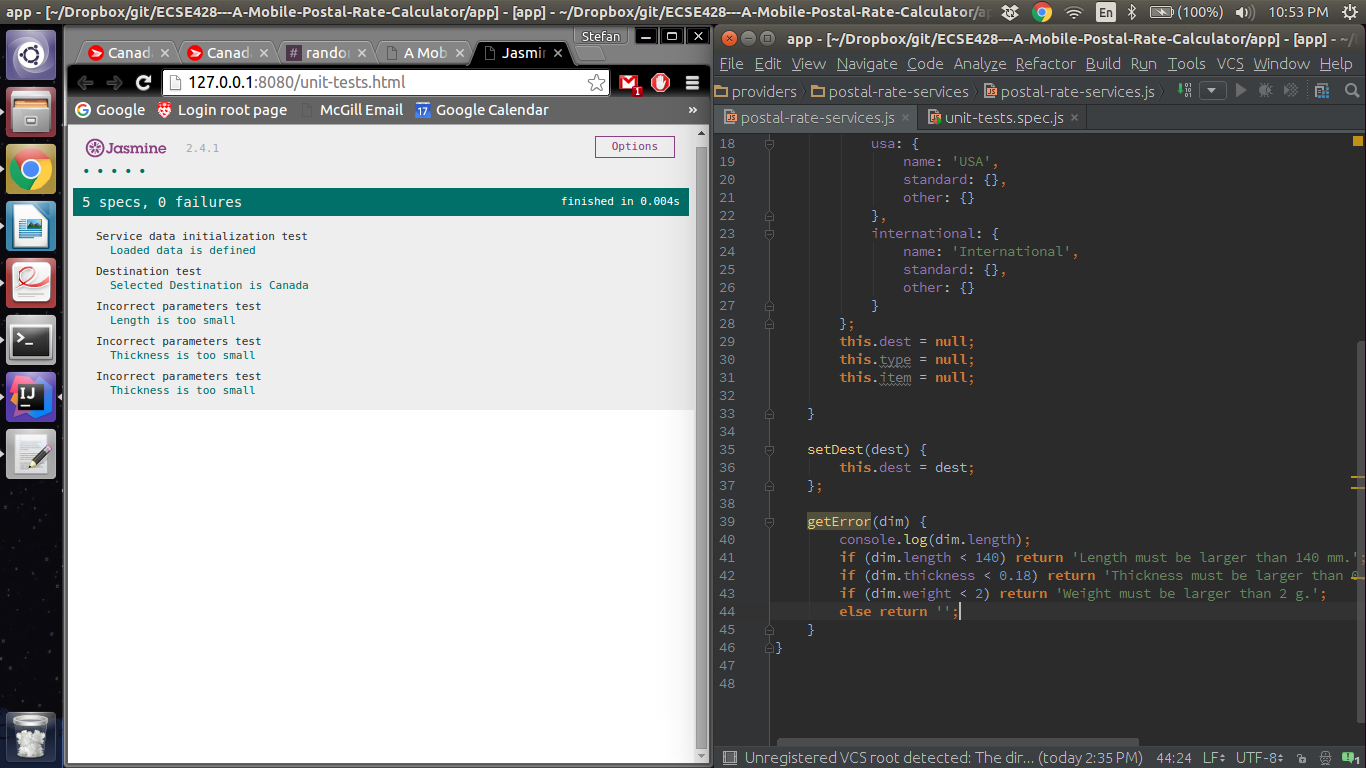 app - [~/Dropbox/git/ECSE428---A-Mobile-Postal-Rate-Calculator/app] - [app] - ~/Dropbox/git/ECSE428---A-Mobile-Postal-Rate-Calculator/
En
(100%)
10:53 PM
Stefan
Canad
Canad
# rando
A Mob
Jasmin
127.0.0.1:8080/unit-tests.html
1
Google
Login root page
McGill Email
17 Google Calendar
»
Jasmine 2.4.1
Options
5 specs, 0 failures
finished in 0.004s
Service data initialization test
Loaded data is defined
Destination test
Selected Destination is Canada
Incorrect parameters test
Length is too small
Incorrect parameters test
Thickness is too small
Incorrect parameters test
Thickness is too small
app - [~/Dropbox/git/ECSE428---A-Mobile-Postal-Rate-Calculator/app] - [app] - ~/
File Edit View Navigate Code Analyze Refactor Build Run Tools VCS Window Help
providers postal-rate-services postal-rate-services.js
postal-rate-services.js
unit-tests.spec.js
18 usa: {
19 name: 'USA',
20 standard: {},
21 other: {}
22 },
23 international: {
24 name: 'International',
25 standard: {},
26 other: {}
27 }
28 };
29 this.dest = null;
30 this.type = null;
31 this.item = null;
32
33 }
34
35 setDest(dest) {
36 this.dest = dest;
37 };
38
39 getError(dim) {
40 console.log(dim.length);
41 if (dim.length < 140) return 'Length must be larger than 140 mm.';
42 if (dim.thickness < 0.18) return 'Thickness must be larger than 0
43 if (dim.weight < 2) return 'Weight must be larger than 2 g.';
44 else return '';
45 }
46 }
47
48
Unregistered VCS root detected: The dir... (today 2:35 PM) 44:24 LF UTF-8
1
IJ